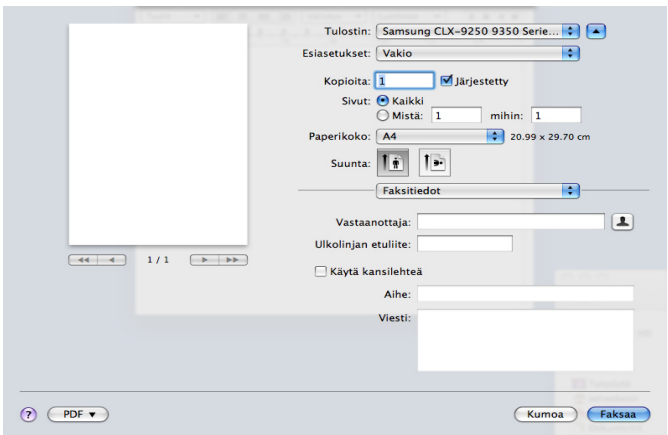 Tulostin: Samsung CLX-9250 9350 Serie...
Esiasetukset: Vakio
Kopioita: 1 Järjestetty
Sivut: Kaikki
Mistä: 1 mihin: 1
Paperikoko: A4 20.99 x 29.70 cm
Suunta:
Faksitiedot
Vastaanottaja:
Ulkolinjan etuliite:
1 / 1
Käytä kansilehteä
Aihe:
Viesti:
? PDF ▼ Kumoa Faksaa